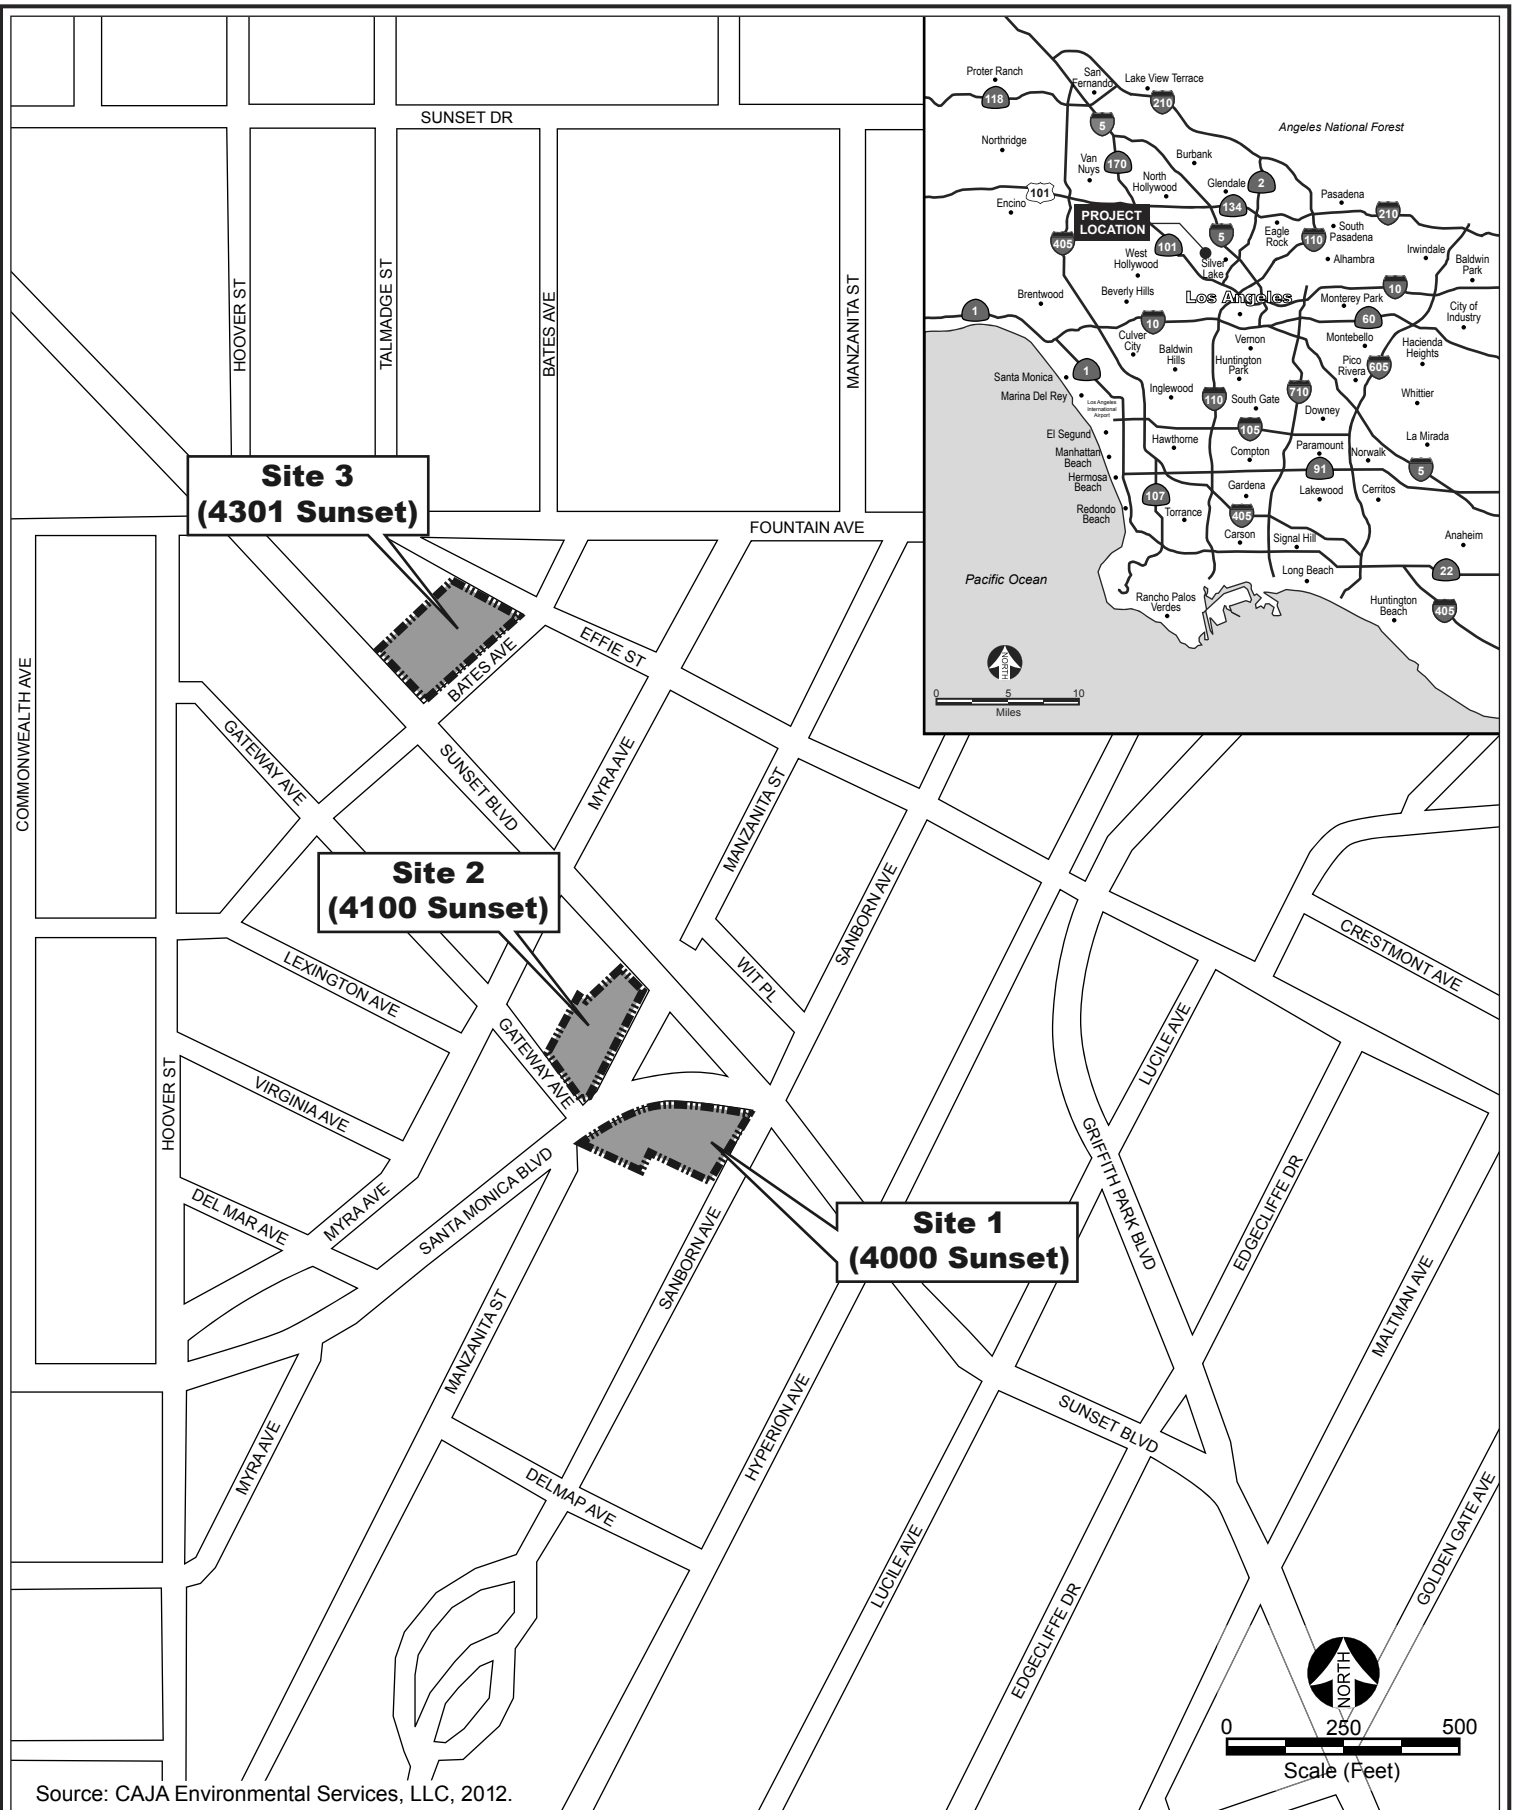 SUNSET DR
HOOVER ST
TALMADGE ST
BATES AVE
MANZANITA ST
Site 3
(4301 Sunset)
FOUNTAIN AVE
COMMONWEALTH AVE
EFFIE ST
BATES AVE
GATEWAY AVE
SUNSET BLVD
MYRA AVE
MANZANITA ST
SANBORN AVE
Site 2
(4100 Sunset)
WIT PL
LEXINGTON AVE
GATEWAY AVE
CRESTMONT AVE
LUCILE AVE
HOOVER ST
VIRGINIA AVE
GRIFFITH PARK BLVD
DEL MAR AVE
MYRA AVE
SANTA MONICA BLVD
EDGECLIFFE DR
Site 1
(4000 Sunset)
SANBORN AVE
MALTMAN AVE
MANZANITA ST
HYPERION AVE
SUNSET BLVD
MYRA AVE
DELMAP AVE
LUCILE AVE
EDGECLIFFE DR
GOLDEN GATE AVE
NORTH
0 250 500
Scale (Feet)
Source: CAJA Environmental Services, LLC, 2012.
Proter Ranch
118
San
Fernando
Lake View Terrace
210
5
Angeles National Forest
Northridge
Van
Nuys
170
Burbank
North
Hollywood
Glendale
2
101
Encino
134
Pasadena
210
PROJECT
LOCATION
405
101
5
Eagle
Rock
110
South
Pasadena
West
Hollywood
Silver
Lake
Alhambra
Irwindale
Baldwin
Park
Brentwood
Beverly Hills
Los Angeles
10
Monterey Park
City of
Industry
1
10
60
Culver
City
Baldwin
Hills
Vernon
Montebello
Hacienda
Heights
Huntington
Park
Pico
Rivera
605
Santa Monica
1
Marina Del Rey
Los Angeles
International
Airport
Inglewood
110
South Gate
710
Downey
Whittier
El Segund
105
Hawthorne
Compton
Paramount
Norwalk
La Mirada
Manhattan
Beach
Hermosa
Beach
91
5
107
Gardena
Lakewood
Cerritos
Redondo
Beach
Torrance
405
Carson
Signal Hill
Anaheim
Long Beach
22
Pacific Ocean
Rancho Palos
Verdes
Huntington
Beach
405
NORTH
0 5 10
Miles